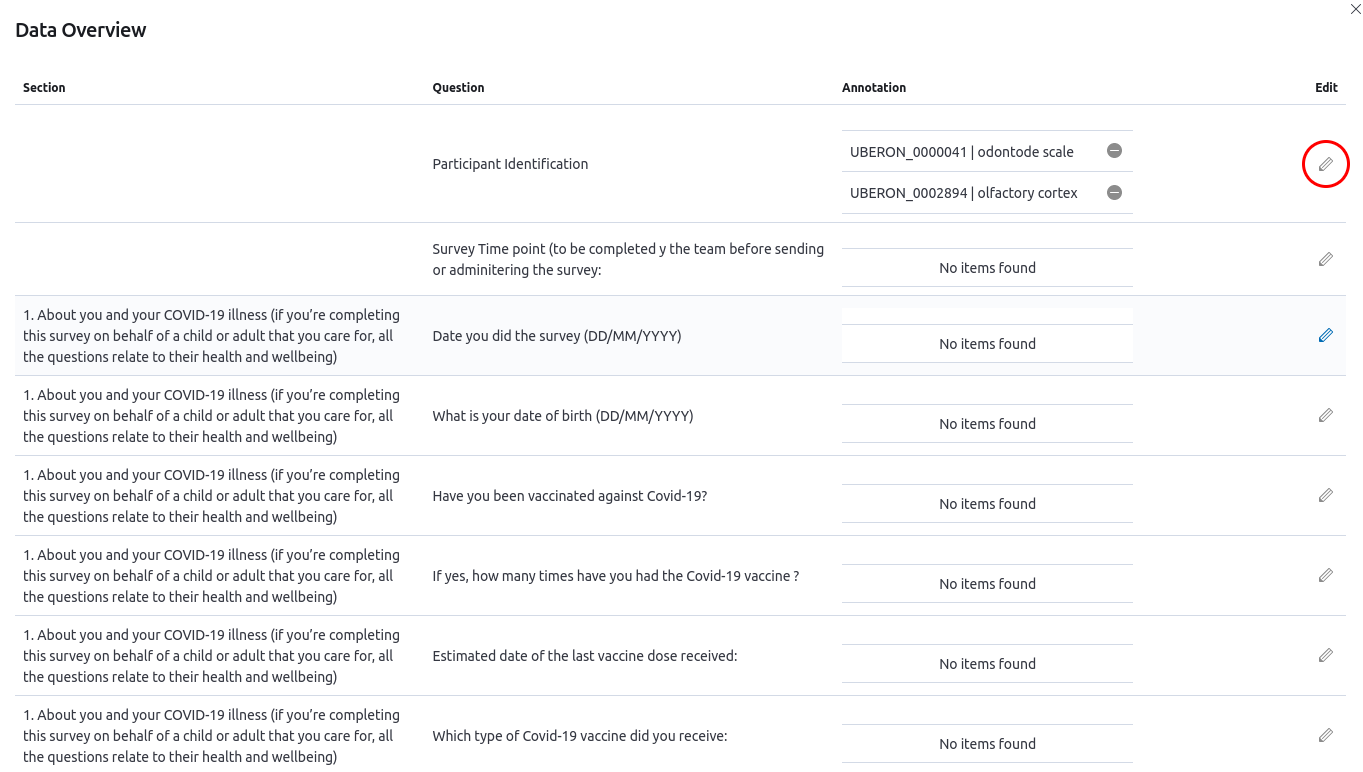 Data Overview
Section Question Annotation Edit
Participant Identification
UBERON_0000041 | odontode scale
UBERON_0002894 | olfactory cortex
Survey Time point (to be completed y the team before sending
or adminitering the survey:
No items found
1. About you and your COVID-19 illness (if you’re completing
this survey on behalf of a child or adult that you care for, all
the questions relate to their health and wellbeing)
Date you did the survey (DD/MM/YYYY)
No items found
1. About you and your COVID-19 illness (if you’re completing
this survey on behalf of a child or adult that you care for, all
the questions relate to their health and wellbeing)
What is your date of birth (DD/MM/YYYY)
No items found
1. About you and your COVID-19 illness (if you’re completing
this survey on behalf of a child or adult that you care for, all
the questions relate to their health and wellbeing)
Have you been vaccinated against Covid-19?
No items found
1. About you and your COVID-19 illness (if you’re completing
this survey on behalf of a child or adult that you care for, all
the questions relate to their health and wellbeing)
If yes, how many times have you had the Covid-19 vaccine ?
No items found
1. About you and your COVID-19 illness (if you’re completing
this survey on behalf of a child or adult that you care for, all
the questions relate to their health and wellbeing)
Estimated date of the last vaccine dose received:
No items found
1. About you and your COVID-19 illness (if you’re completing
this survey on behalf of a child or adult that you care for, all
the questions relate to their health and wellbeing)
Which type of Covid-19 vaccine did you receive:
No items found